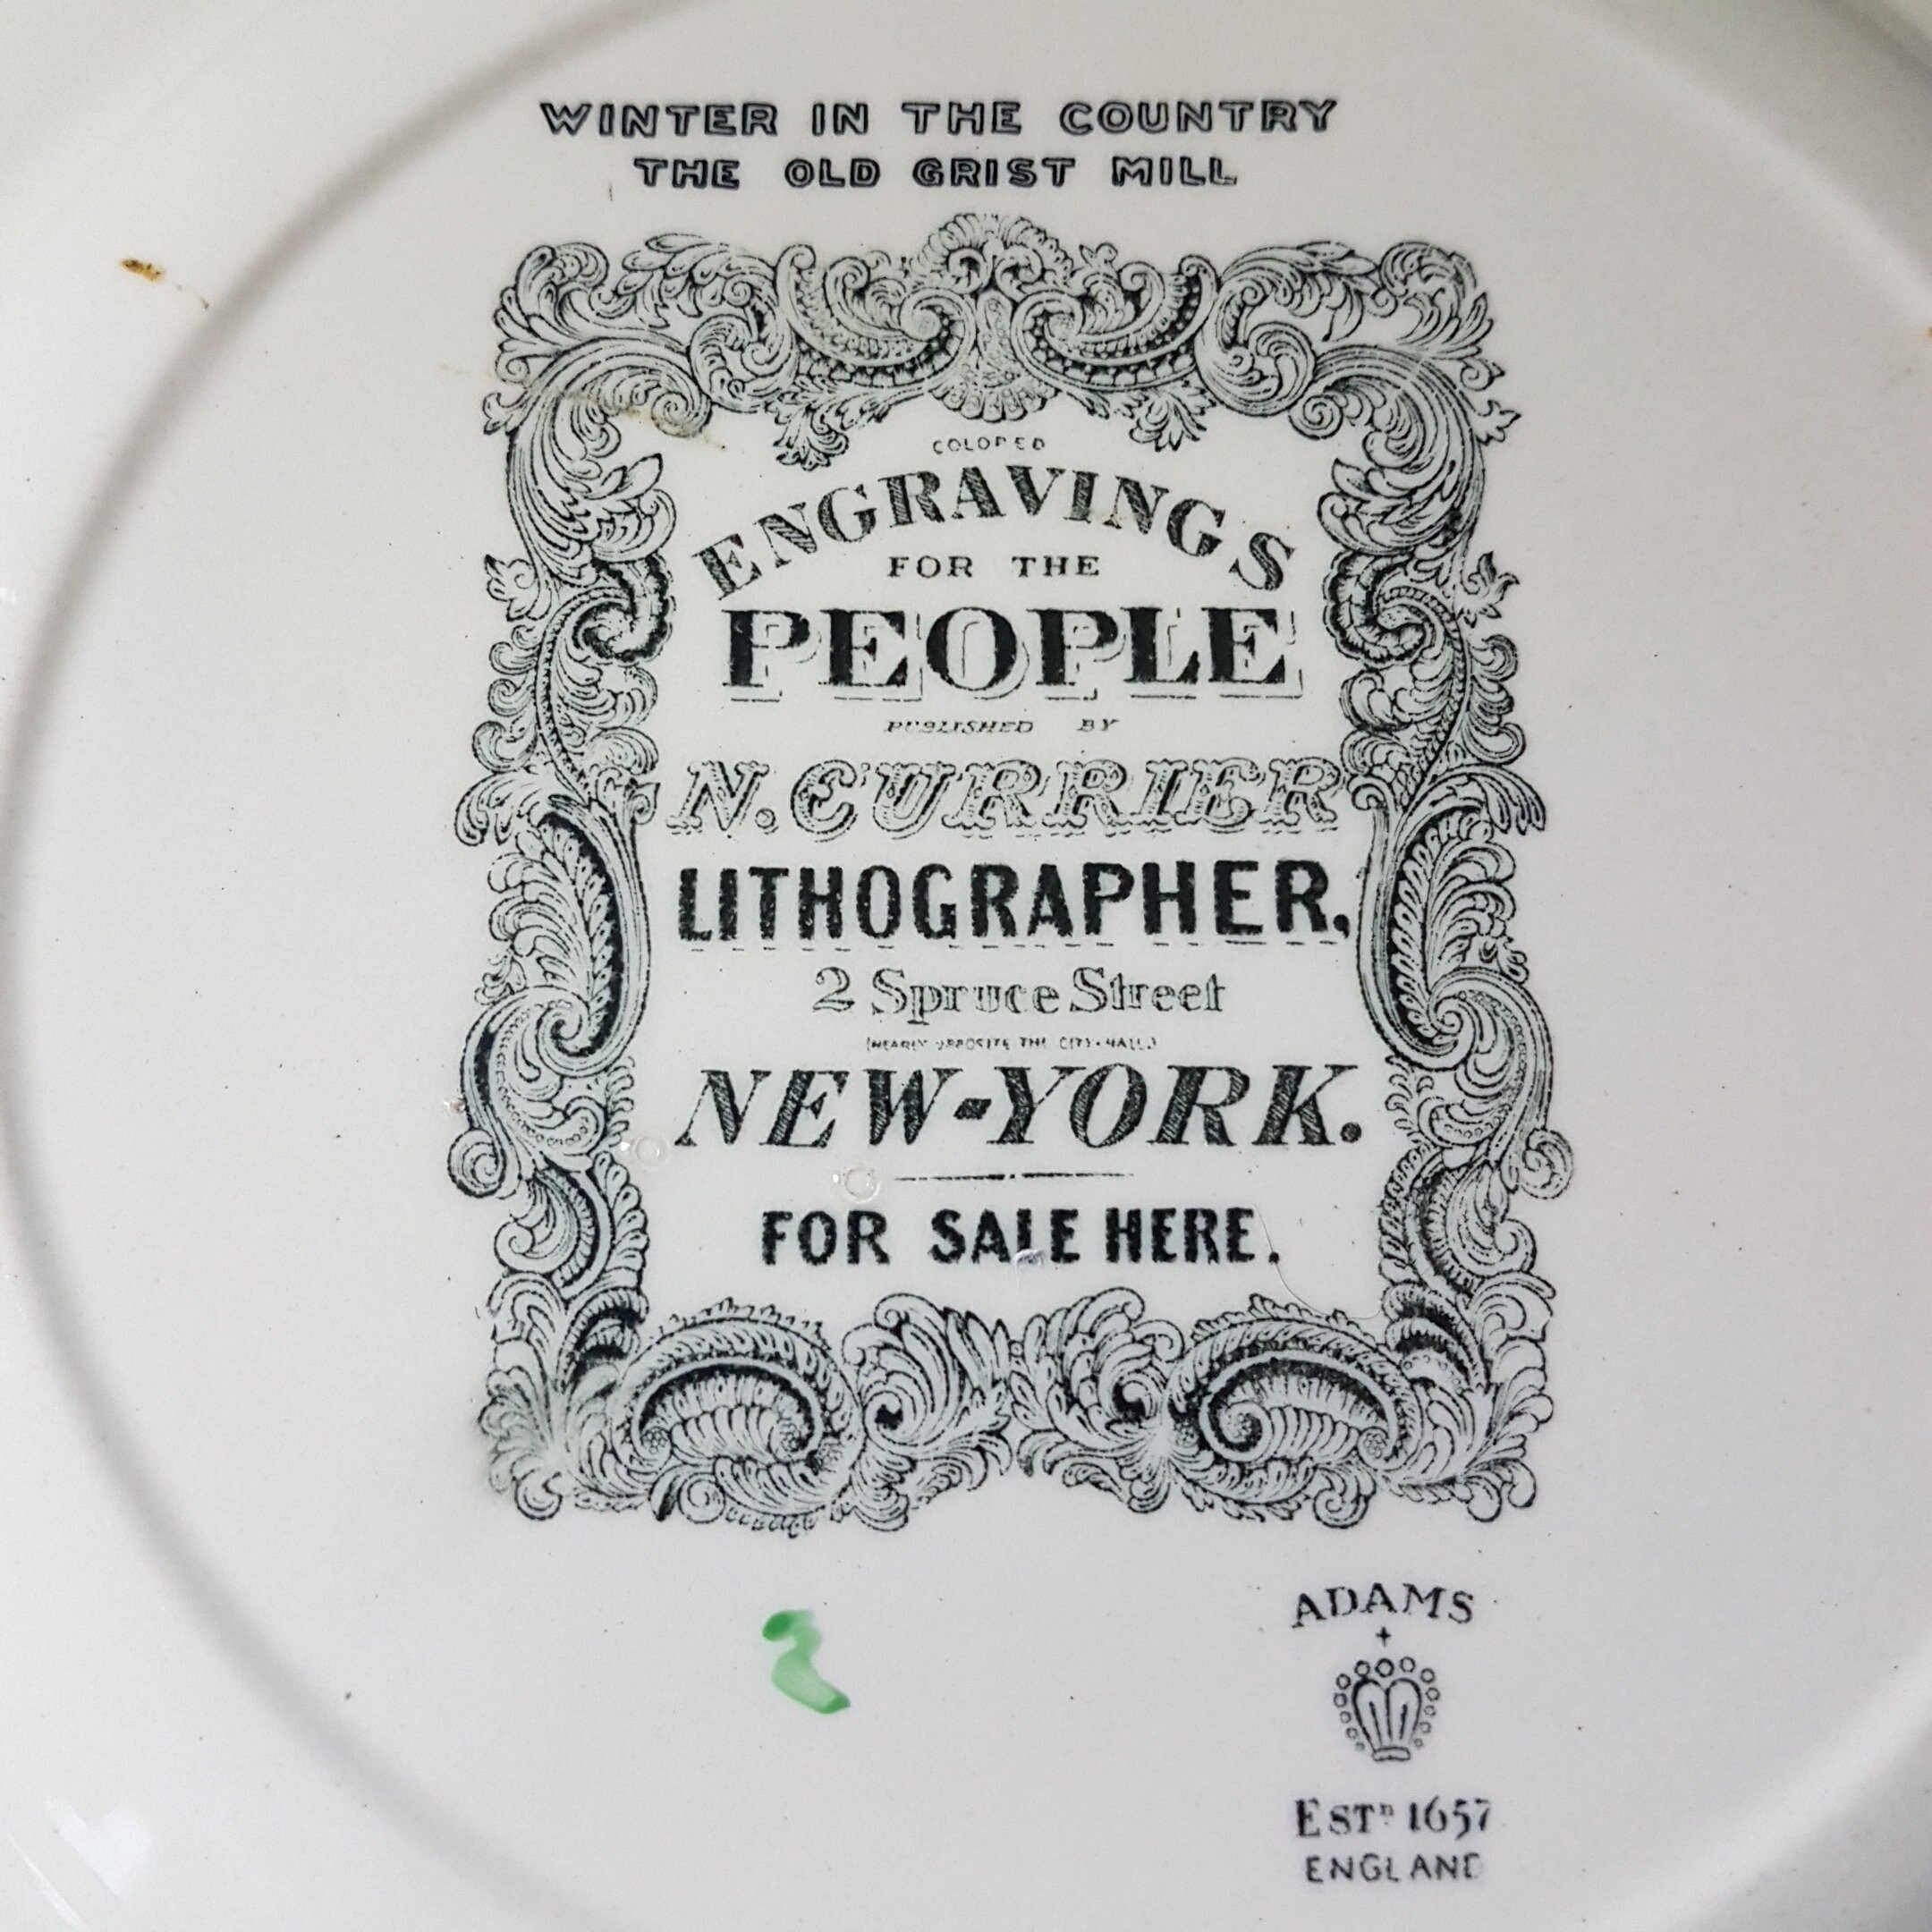 WINTER IN THE COUNTRY
THE OLD GRIST MILL
COLORED
ENGRAVINGS
FOR THE
PEOPLE
PUBLISHED BY
N. CURRIER
LITHOGRAPHER,
2 Spruce Street
(NEARLY OPPOSITE THE CITY-HALL)
NEW-YORK.
FOR SALE HERE.
ADAMS
ESTD 1657
ENGLAND